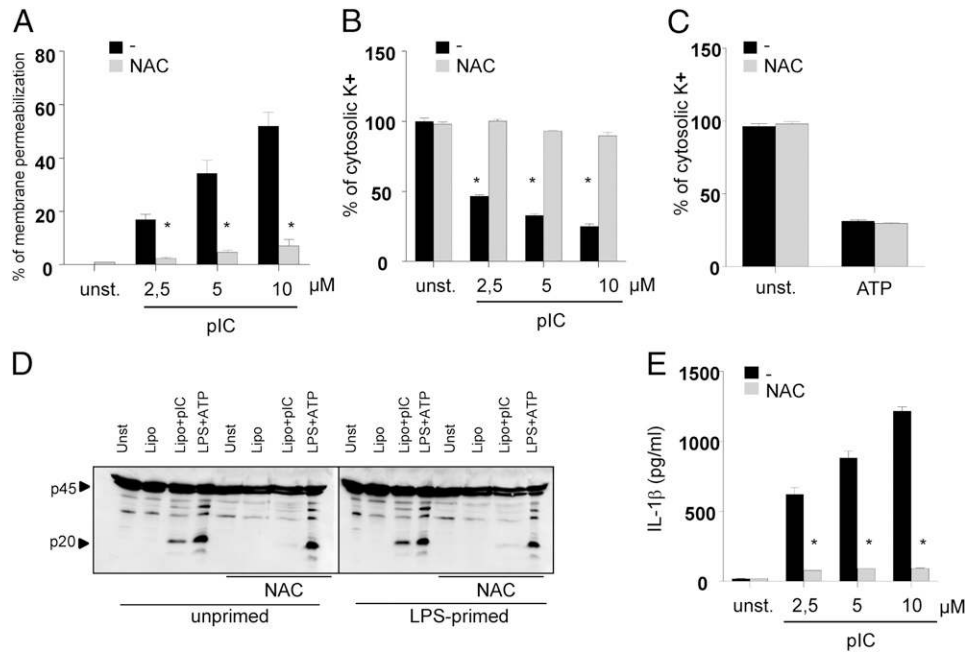 A
-
NAC
% of membrane permeabilization
80
60
40
20
0
unst.
2,5
5
10
µM
pIC
*
*
*
B
-
NAC
% of cytosolic K+
150
100
50
0
*
*
*
unst.
2,5
5
10
pIC
C
-
NAC
% of cytosolic K+
150
100
50
0
unst.
ATP
D
Unst
Lipo
Lipo+pIC
LPS+ATP
Unst
Lipo
Lipo+pIC
LPS+ATP
Unst
Lipo
Lipo+pIC
LPS+ATP
Unst
Lipo
Lipo+pIC
LPS+ATP
p45
p20
NAC
NAC
unprimed
LPS-primed
E
-
NAC
IL-1β (pg/ml)
1500
1000
500
0
*
*
*
unst.
2,5
5
10
µM
pIC